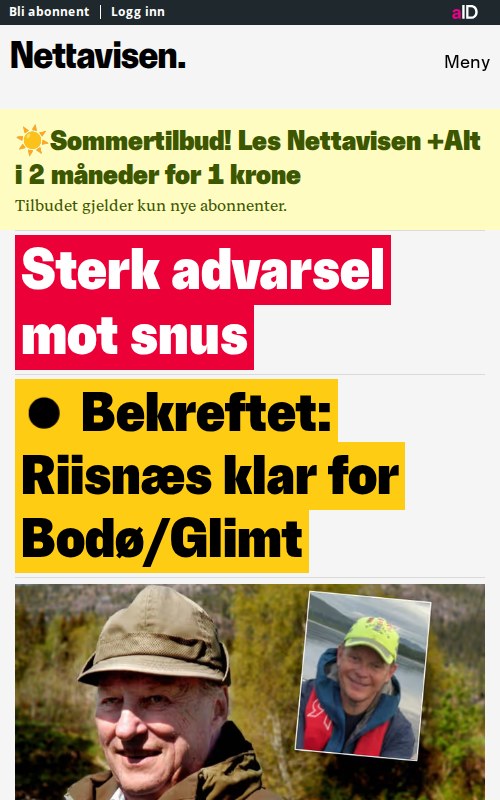 Bli abonnent | Logg inn
aID
Nettavisen.
Meny
☀️Sommertilbud! Les Nettavisen +Alt
i 2 måneder for 1 krone
Tilbudet gjelder kun nye abonnenter.
Sterk advarsel
mot snus
● Bekreftet:
Riisnæs klar for
Bodø/Glimt